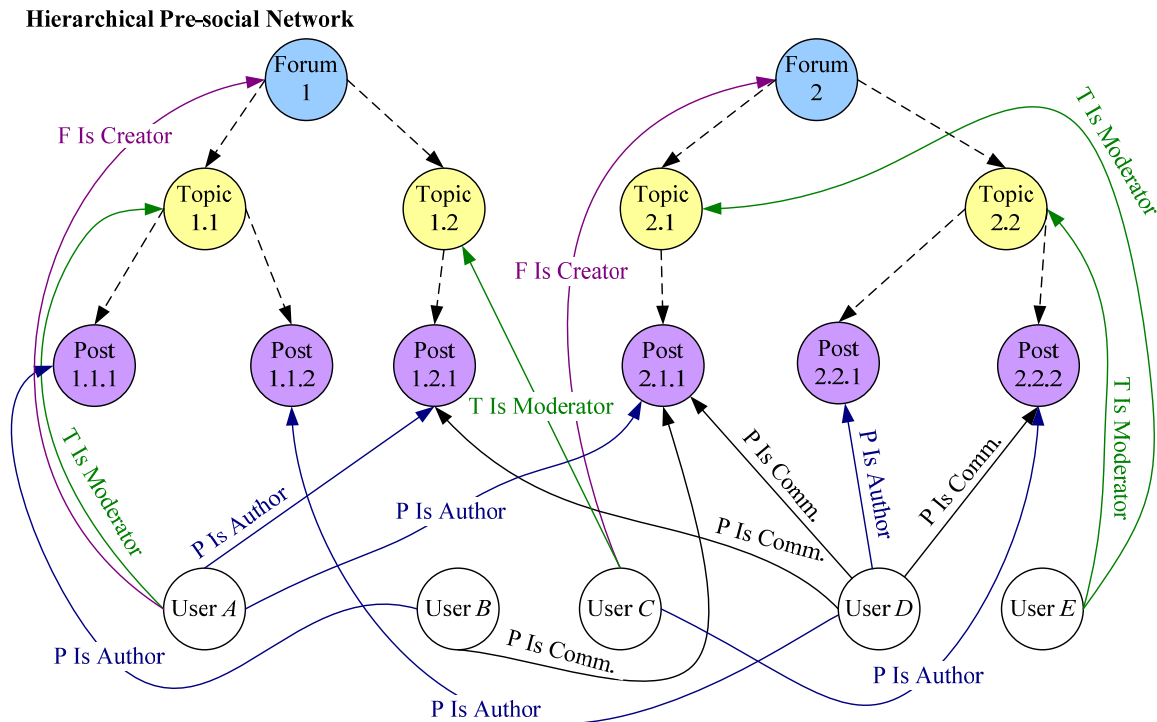 Hierarchical Pre-social Network
Forum
1
Forum
2
T Is Moderator
F Is Creator
Topic
1.1
Topic
1.2
Topic
2.1
Topic
2.2
F Is Creator
Post
1.1.1
Post
1.1.2
Post
1.2.1
Post
2.1.1
Post
2.2.1
Post
2.2.2
T Is Moderator
T Is Moderator
T Is Moderator
P Is Author
P Is Author
P Is Comm.
P Is Author
P Is Comm.
P Is Comm.
User A
User B
User C
User D
User E
P Is Author
P Is Comm.
P Is Author
P Is Author